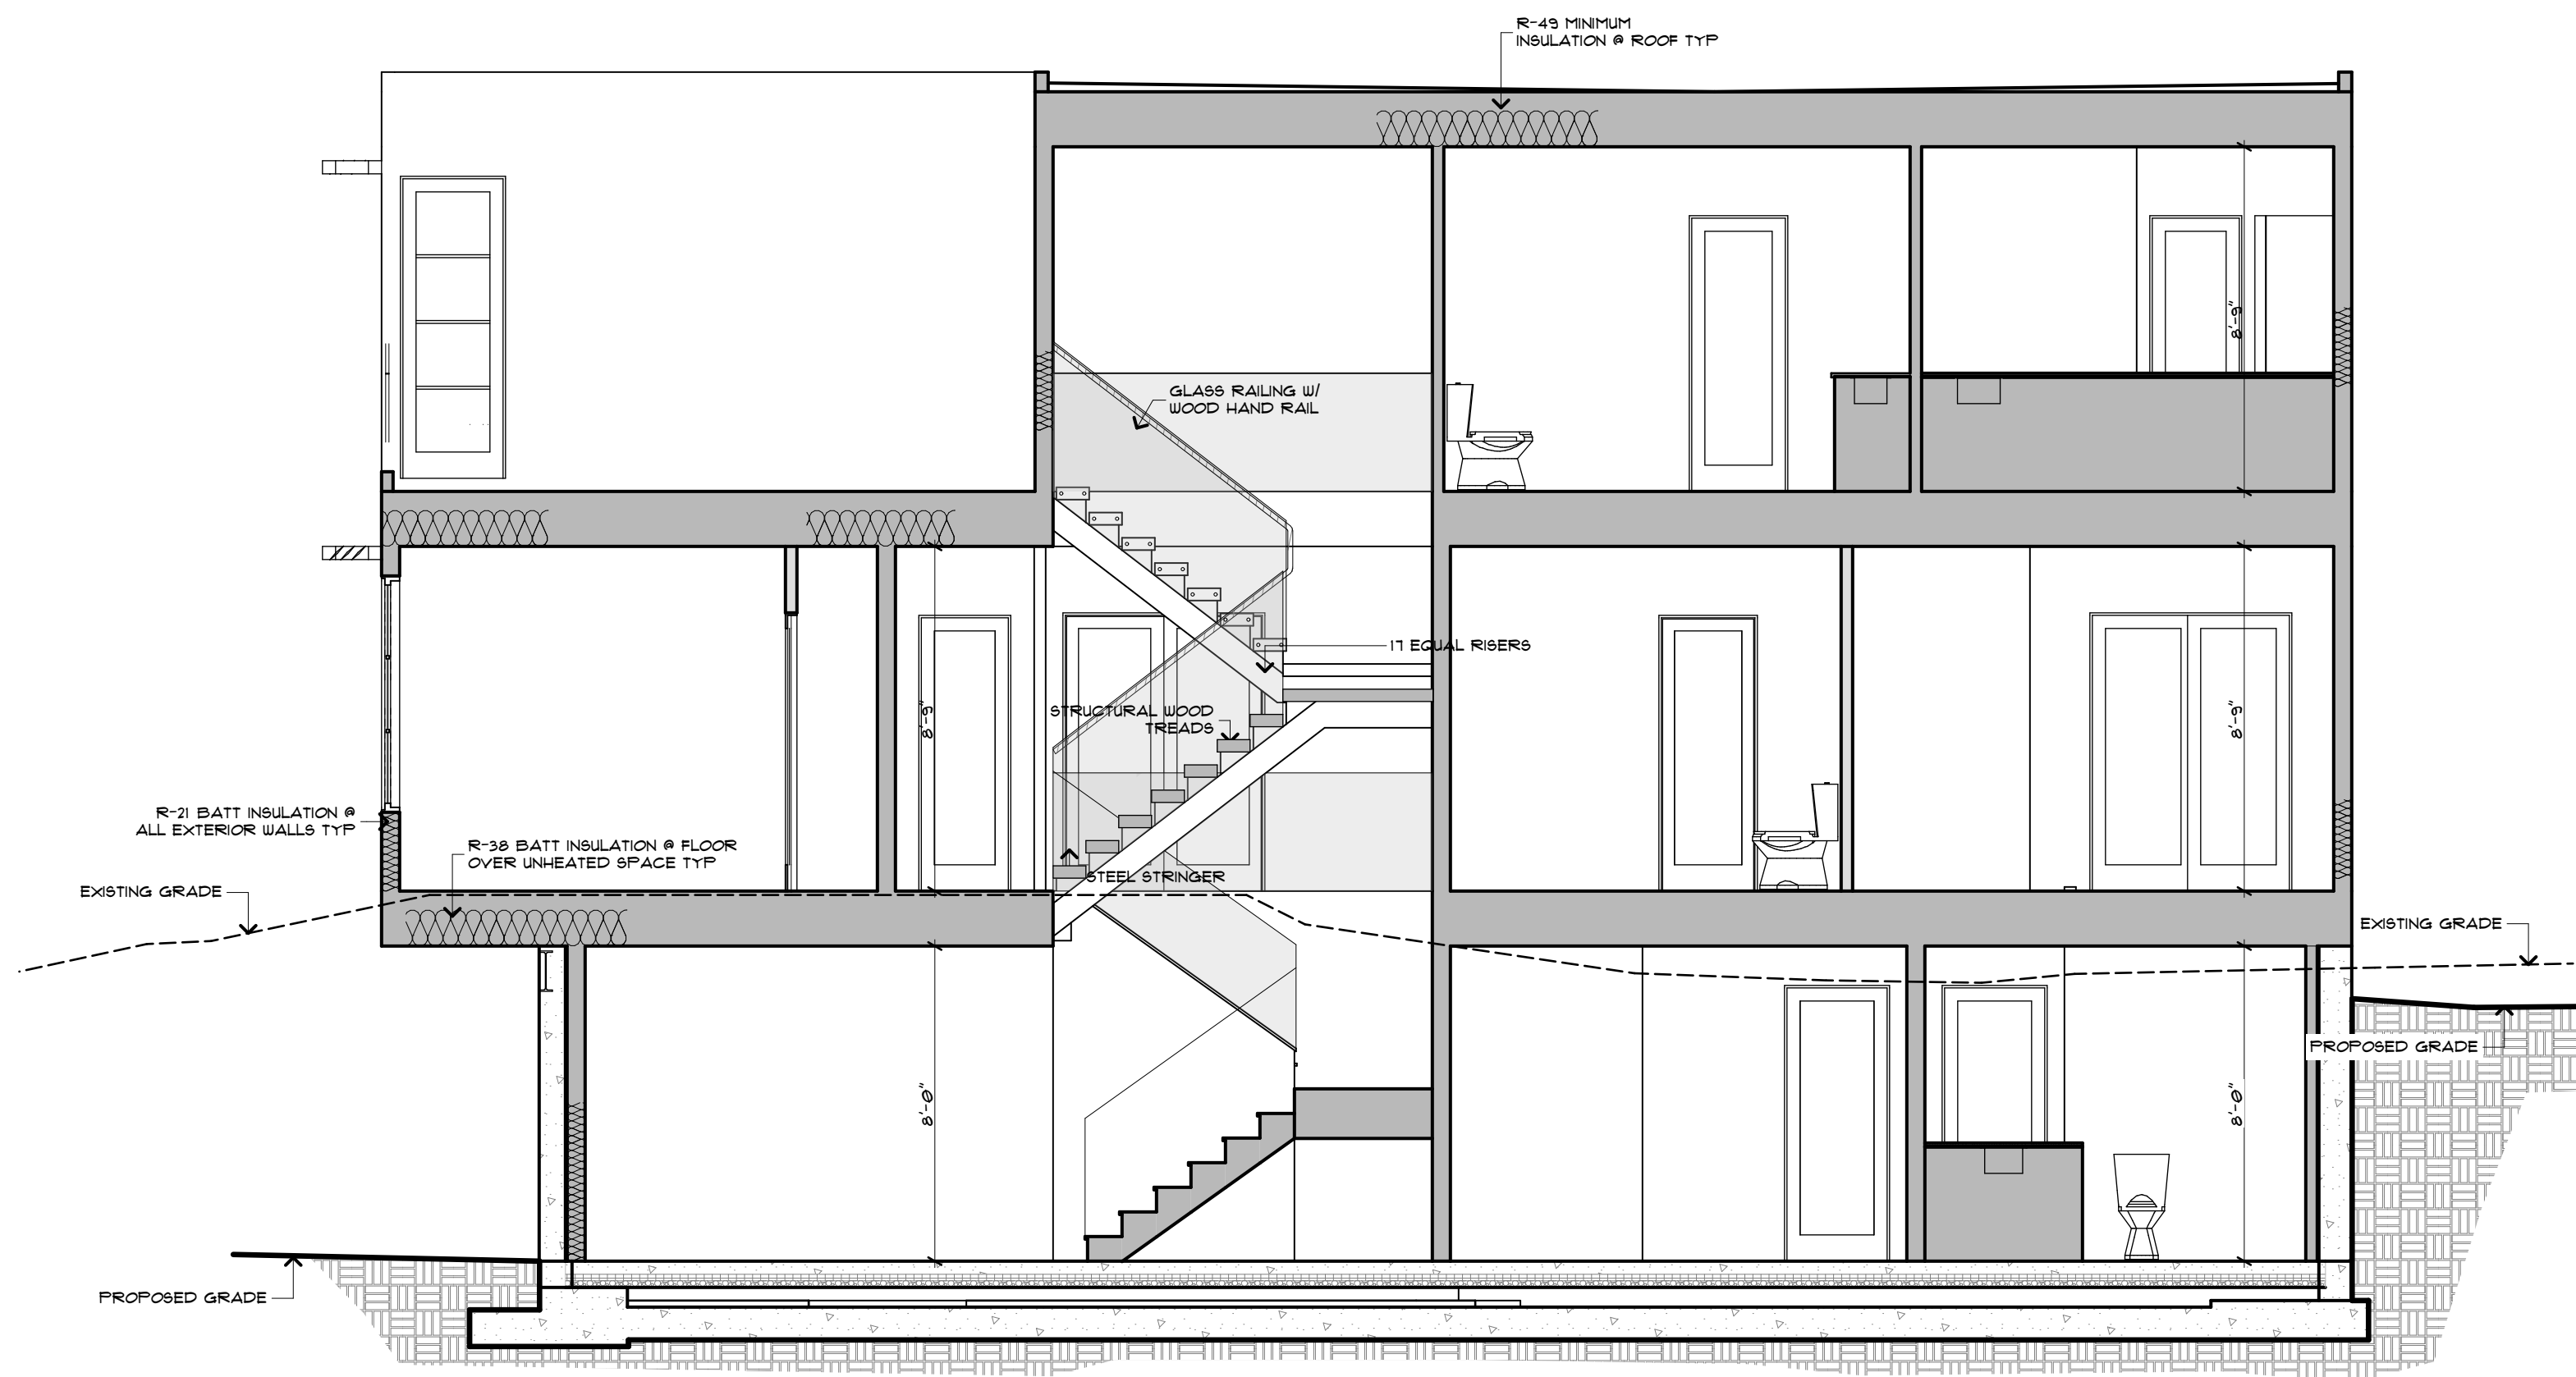 R-49 MINIMUM
INSULATION @ ROOF TYP
8'-9"
GLASS RAILING W/
WOOD HAND RAIL
17 EQUAL RISERS
STRUCTURAL WOOD
TREADS
8'-9"
8'-9"
R-21 BATT INSULATION @
ALL EXTERIOR WALLS TYP
R-38 BATT INSULATION @ FLOOR
OVER UNHEATED SPACE TYP
STEEL STRINGER
EXISTING GRADE
EXISTING GRADE
PROPOSED GRADE
8'-0"
8'-0"
PROPOSED GRADE